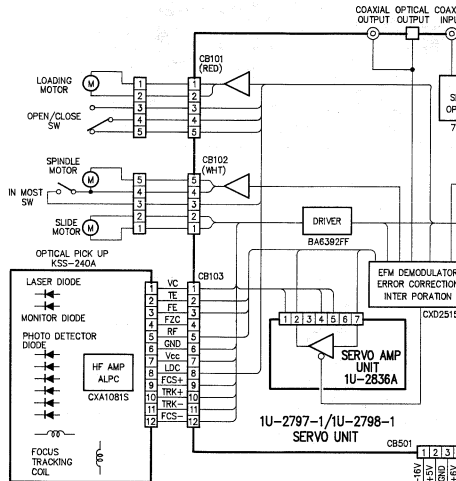 COAXIAL OUTPUT
OPTICAL OUTPUT
COAX
INPU
CB101
(RED)
LOADING
MOTOR
M
1 1
2 2
3 3
4 4
5 5
OPEN/CLOSE
SW
SPINDLE
MOTOR
M
CB102
(WHT)
5 5
4 4
3 3
2 2
1 1
IN MOST
SW
SLIDE
MOTOR
M
DRIVER
BA6392FF
S
OP
7
OPTICAL PICK UP
KSS-240A
CB103
LASER DIODE
MONITOR DIODE
PHOTO DETECTOR
DIODE
HF AMP
ALPC
CXA1081S
FOCUS
TRACKING
COIL
1 VC 1
2 TE 2
3 FE 3
4 FZC 4
5 RF 5
6 GND 6
7 Vcc 7
8 LDC 8
9 FCS+ 9
10 TRK+ 10
11 TRK- 11
12 FCS- 12
EFM DEMODULATOR
ERROR CORRECTION
INTER PORATION
CXD2515
1 2 3 4 5 6 7
SERVO AMP
UNIT
1U-2836A
1U-2797-1/1U-2798-1
SERVO UNIT
CB501
1 2 3
-16V
+5V
GND
+6V